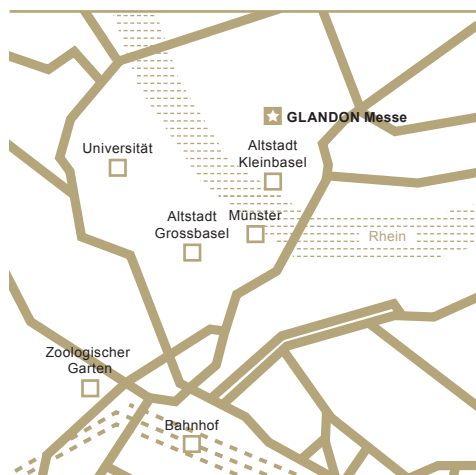 GLANDON Messe
Universität
Altstadt
Kleinbasel
Altstadt
Grossbasel
Münster
Rhein
Zoologischer
Garten
Bahnhof